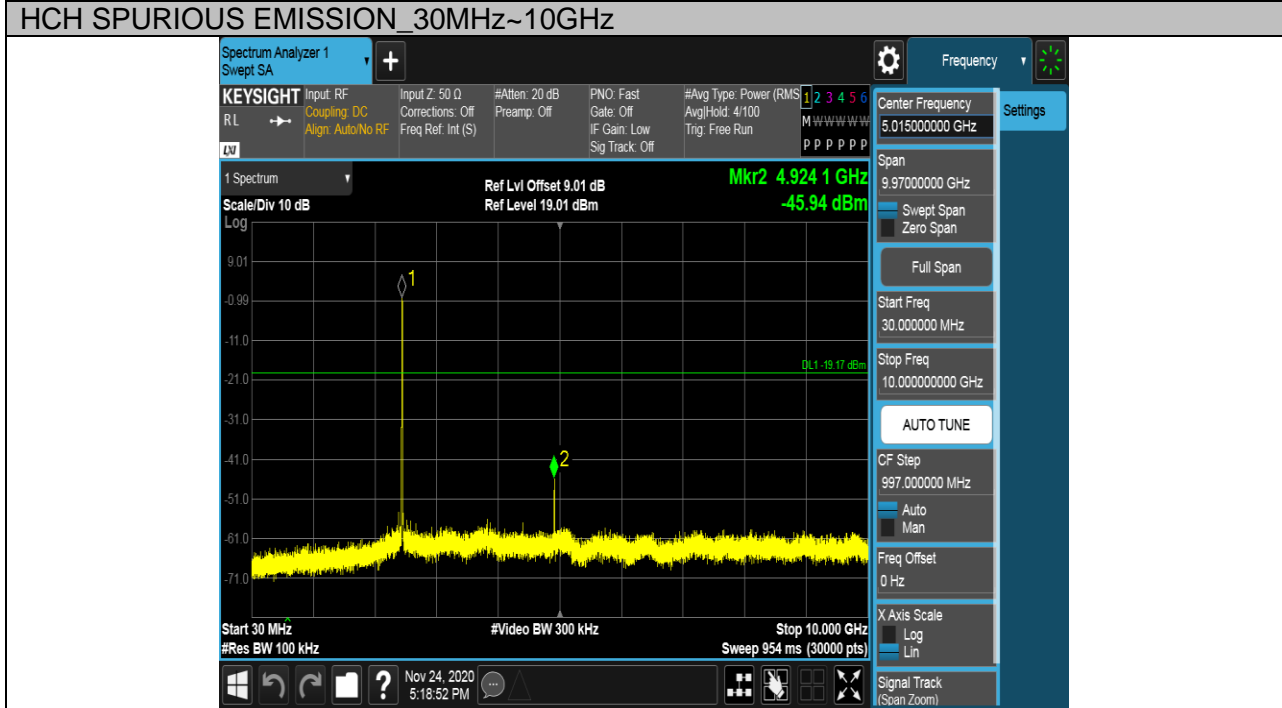 HCH SPURIOUS EMISSION_30MHz~10GHz
Spectrum Analyzer 1
Swept SA
Frequency
KEYSIGHT
RL
LXI
Input: RF
Coupling: DC
Align: Auto/No RF
Input Z: 50 Ω
Corrections: Off
Freq Ref: Int (S)
#Atten: 20 dB
Preamp: Off
PNO: Fast
Gate: Off
IF Gain: Low
Sig Track: Off
#Avg Type: Power (RMS
Avg|Hold: 4/100
Trig: Free Run
1 2 3 4 5 6
M W W W W W
P P P P P P
1 Spectrum
Scale/Div 10 dB
Ref Lvl Offset 9.01 dB
Ref Level 19.01 dBm
Mkr2 4.924 1 GHz
-45.94 dBm
Log
9.01
-0.99
-11.0
-21.0
-31.0
-41.0
-51.0
-61.0
-71.0
1
DL1 -19.17 dBm
2
Start 30 MHz
#Res BW 100 kHz
#Video BW 300 kHz
Stop 10.000 GHz
Sweep 954 ms (30000 pts)
Nov 24, 2020
5:18:52 PM
?
Center Frequency
5.015000000 GHz
Settings
Span
9.97000000 GHz
Swept Span
Zero Span
Full Span
Start Freq
30.000000 MHz
Stop Freq
10.000000000 GHz
AUTO TUNE
CF Step
997.000000 MHz
Auto
Man
Freq Offset
0 Hz
X Axis Scale
Log
Lin
Signal Track
(Span Zoom)